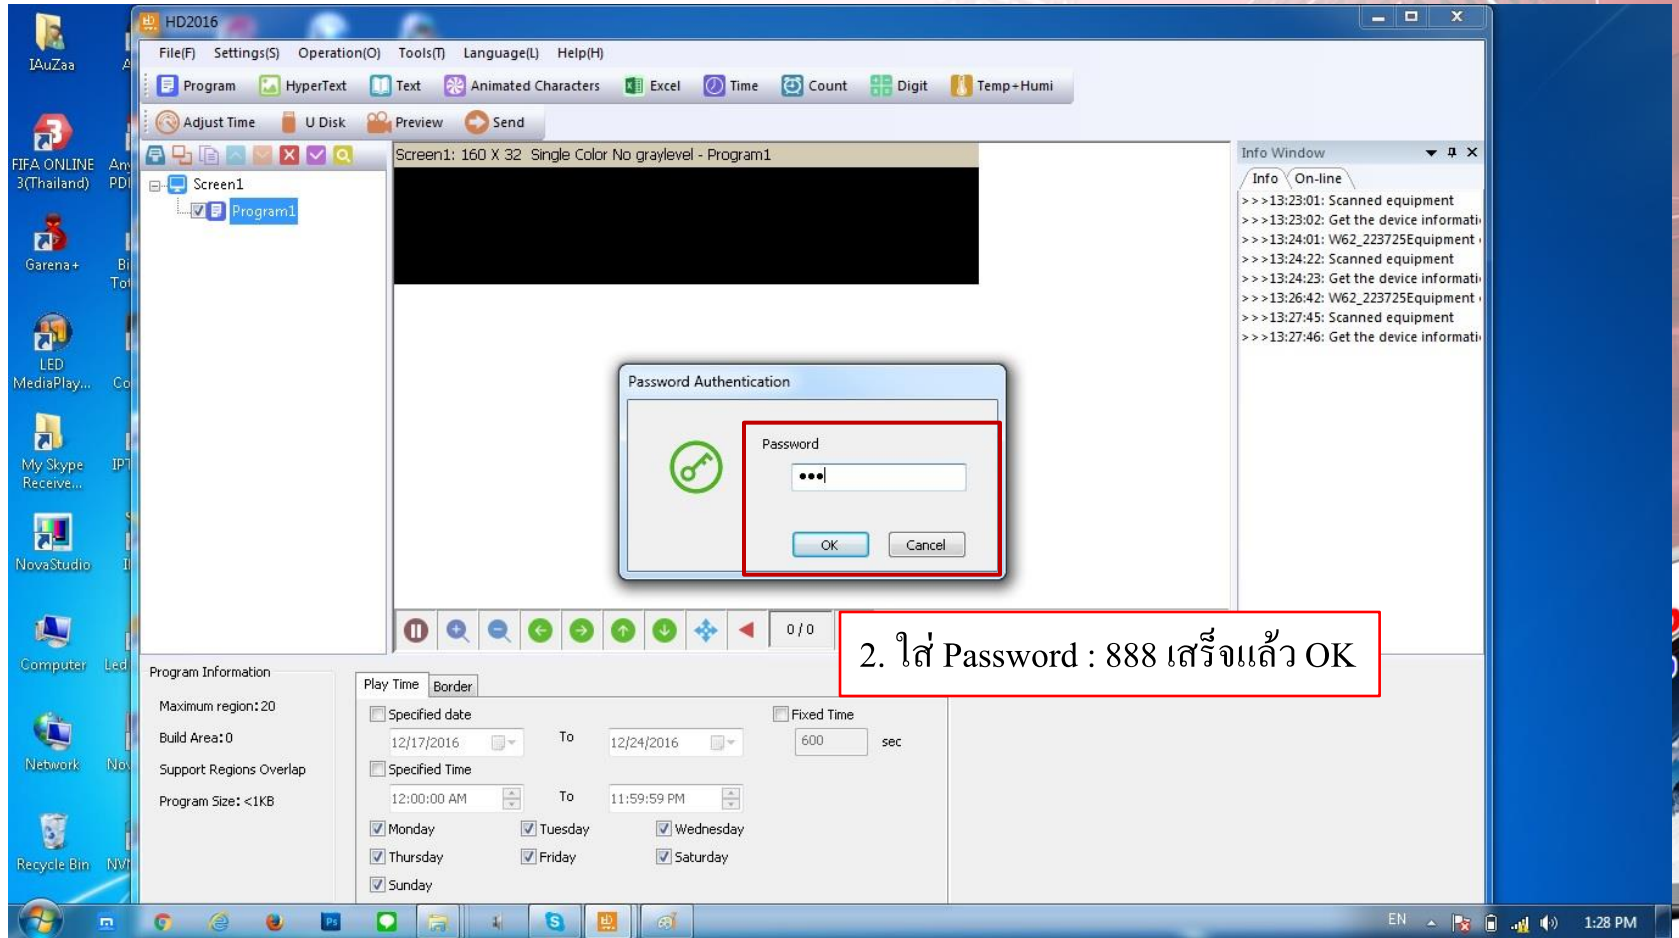 HD2016
File(F) Settings(S) Operation(O) Tools(T) Language(L) Help(H)
Program HyperText Text Animated Characters Excel Time Count Digit Temp+Humi
Adjust Time U Disk Preview Send
Screen1: 160 X 32 Single Color No graylevel - Program1
Screen1
Program1
Info Window
Info On-line
>>>13:23:01: Scanned equipment
>>>13:23:02: Get the device informati
>>>13:24:01: W62_223725Equipment
>>>13:24:22: Scanned equipment
>>>13:24:23: Get the device informati
>>>13:26:42: W62_223725Equipment
>>>13:27:45: Scanned equipment
>>>13:27:46: Get the device informati
Password Authentication
Password
•••
OK Cancel
0/0
2. ใส่ Password : 888 เสร็จแล้ว OK
Program Information
Maximum region:20
Build Area:0
Support Regions Overlap
Program Size: <1KB
Play Time Border
Specified date Fixed Time
12/17/2016 To 12/24/2016 600 sec
Specified Time
12:00:00 AM To 11:59:59 PM
Monday Tuesday Wednesday
Thursday Friday Saturday
Sunday
IAuZaa
FIFA ONLINE
3(Thailand)
Garena+
LED
MediaPlay...
My Skype
Receive...
NovaStudio
Computer
Led
Network
Recycle Bin
Ps
EN 1:28 PM